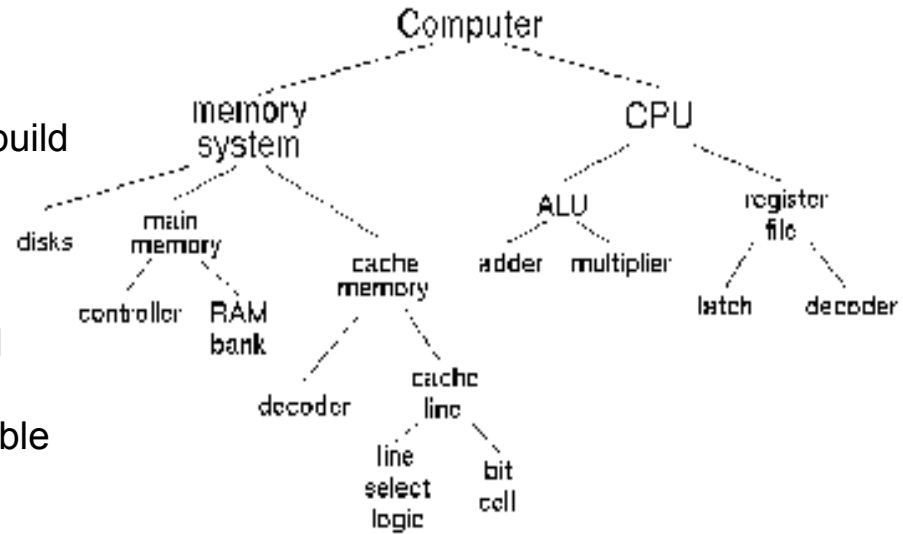 Computer
memory
system
CPU
build
disks
main
memory
cache
memory
ALU
adder
multiplier
register
file
latch
decoder
controller
RAM
bank
decoder
cache
line
line
select
logic
bit
cell
ble